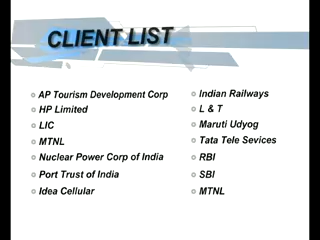 CLIENT LIST
AP Tourism Development Corp
HP Limited
LIC
MTNL
Nuclear Power Corp of India
Port Trust of India
Idea Cellular
Indian Railways
L & T
Maruti Udyog
Tata Tele Sevices
RBI
SBI
MTNL